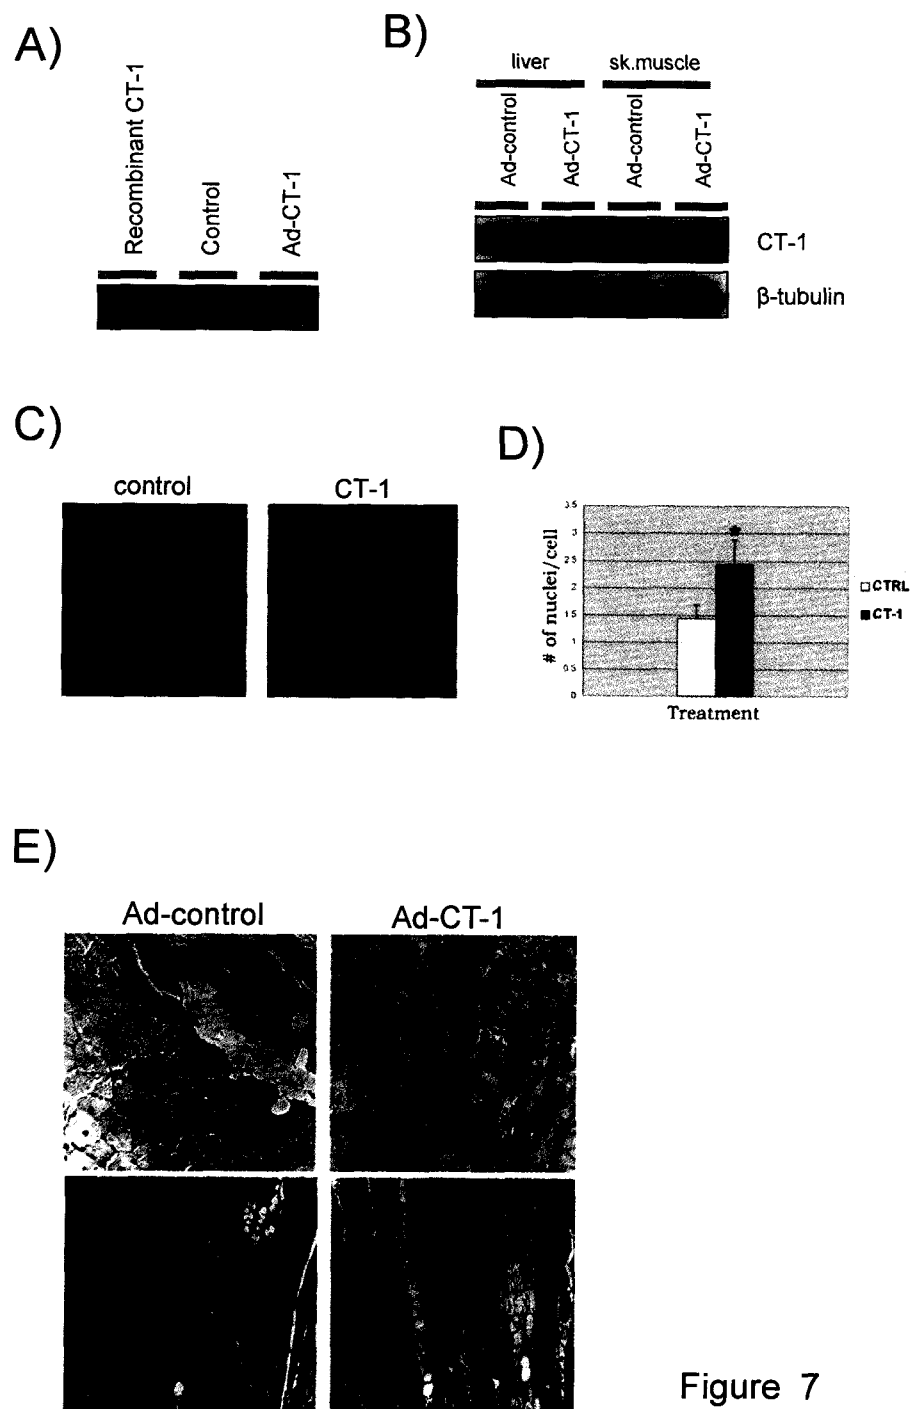 A)
Recombinant CT-1
Control
Ad-CT-1
B)
liver
sk.muscle
Ad-control
Ad-CT-1
Ad-control
Ad-CT-1
CT-1
β-tubulin
C)
control
CT-1
D)
# of nuclei/cell
3.5
3
2.5
2
1.5
1
0.5
0
*
Treatment
CTRL
CT-1
E)
Ad-control
Ad-CT-1
Figure 7